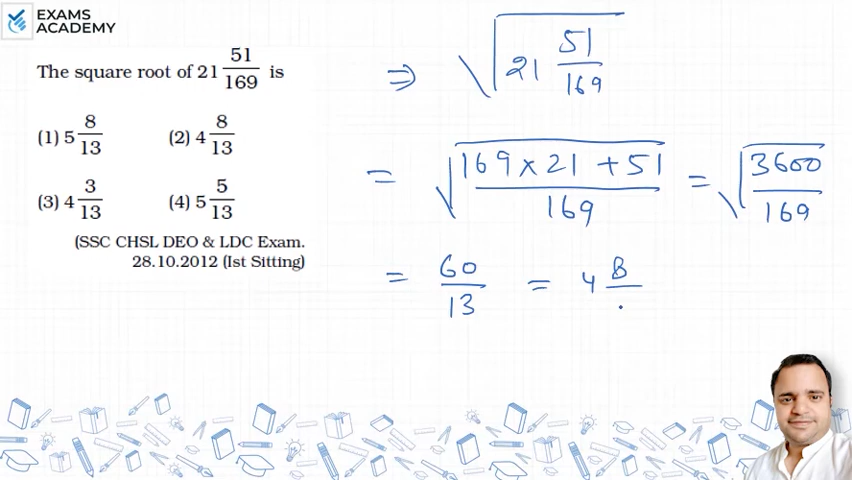 EXAMS
ACADEMY
The square root of 21 51/169 is
(1) 5 8/13 (2) 4 8/13
(3) 4 3/13 (4) 5 5/13
(SSC CHSL DEO & LDC Exam.
28.10.2012 (Ist Sitting)
⇒ √(21 51/169)
= √((169 × 21 + 51)/169) = √(3600/169)
= 60/13 = 4 8/